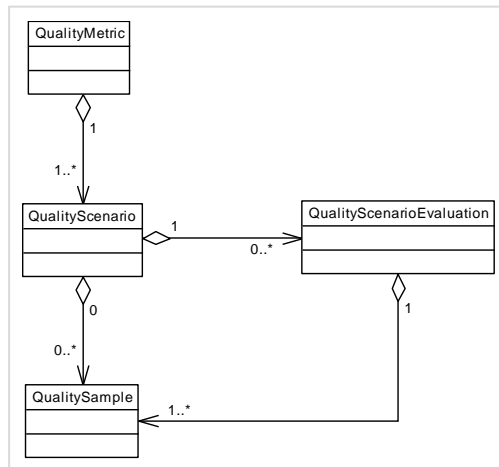 QualityMetric
1
1..*
QualityScenario
1
QualityScenarioEvaluation
0..*
0
1
0..*
QualitySample
1..*